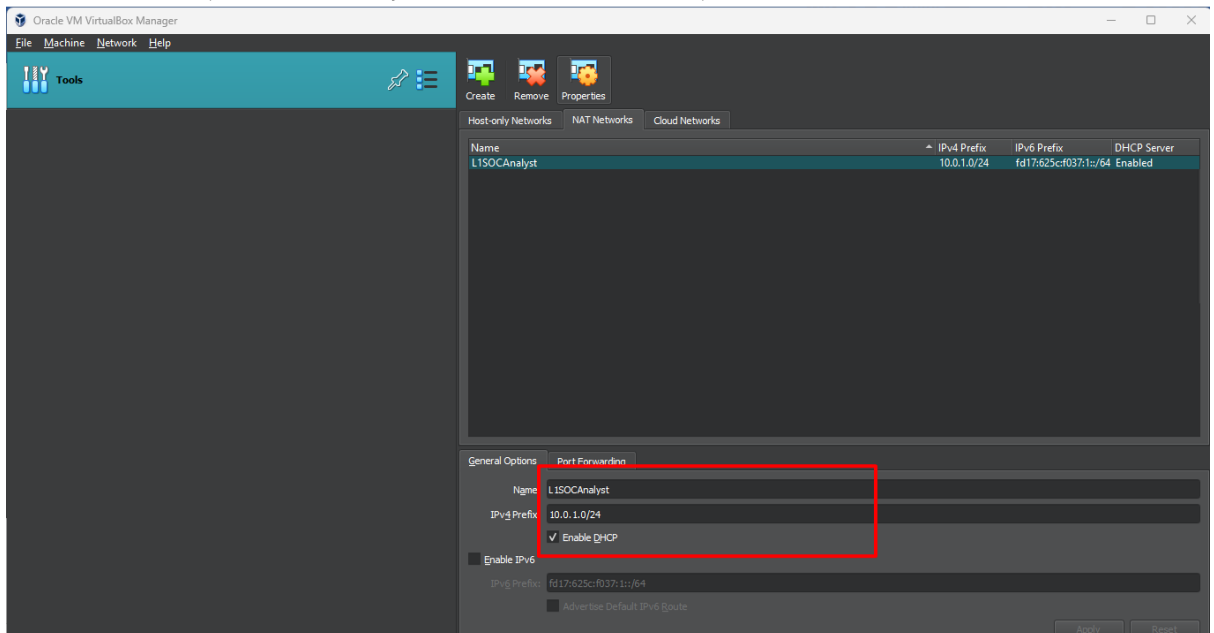 Oracle VM VirtualBox Manager
File Machine Network Help
Tools
Create Remove Properties
Host-only Networks NAT Networks Cloud Networks
Name IPv4 Prefix IPv6 Prefix DHCP Server
L1SOCAnalyst 10.0.1.0/24 fd17:625c:f037:1::/64 Enabled
General Options Port Forwarding
Name L1SOCAnalyst
IPv4 Prefix 10.0.1.0/24
Enable DHCP
Enable IPv6
IPv6 Prefix: fd17:625c:f037:1::/64
Advertise Default IPv6 Route
Apply Reset